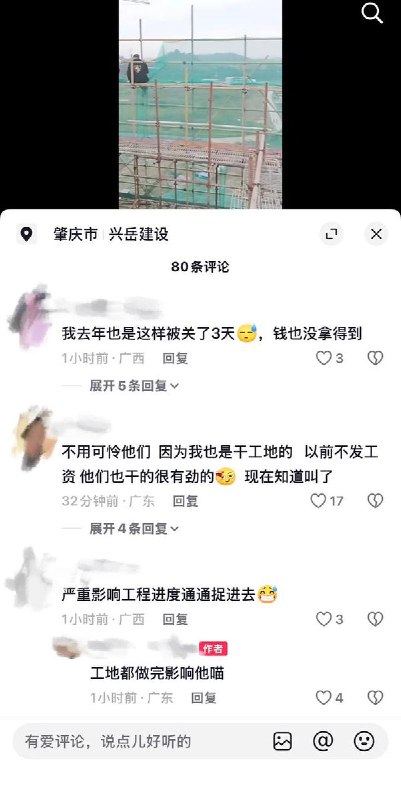 肇庆市 兴岳建设
80条评论
我去年也是这样被关了3天😴，钱也没拿得到
1小时前·广西 回复 3
展开5条回复
不用可怜他们 因为我也是干工地的 以前不发工
资 他们也干的很有劲的 现在知道叫了
32分钟前·广东 回复 17
展开4条回复
严重影响工程进度通通捉进去😷
1小时前·广西 回复 3
作者
工地都做完影响他喵
1小时前·广东 回复 4
有爱评论，说点儿好听的